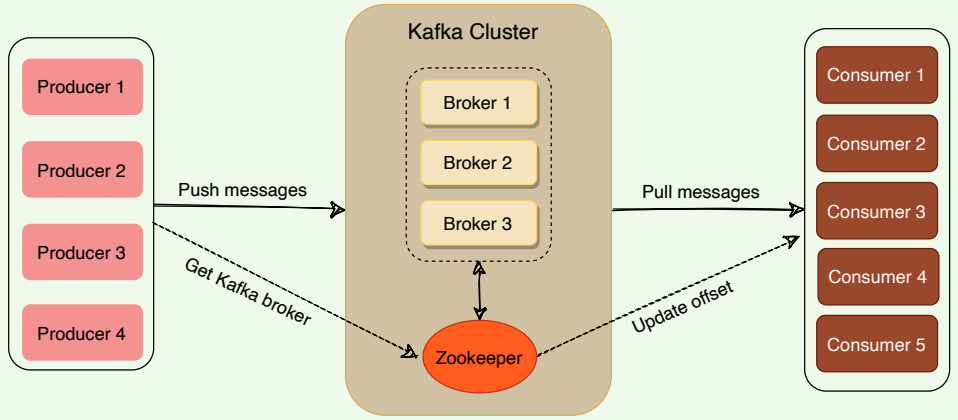 Kafka Cluster
Producer 1
Producer 2
Producer 3
Producer 4
Push messages
Get Kafka broker
Broker 1
Broker 2
Broker 3
Zookeeper
Pull messages
Update offset
Consumer 1
Consumer 2
Consumer 3
Consumer 4
Consumer 5